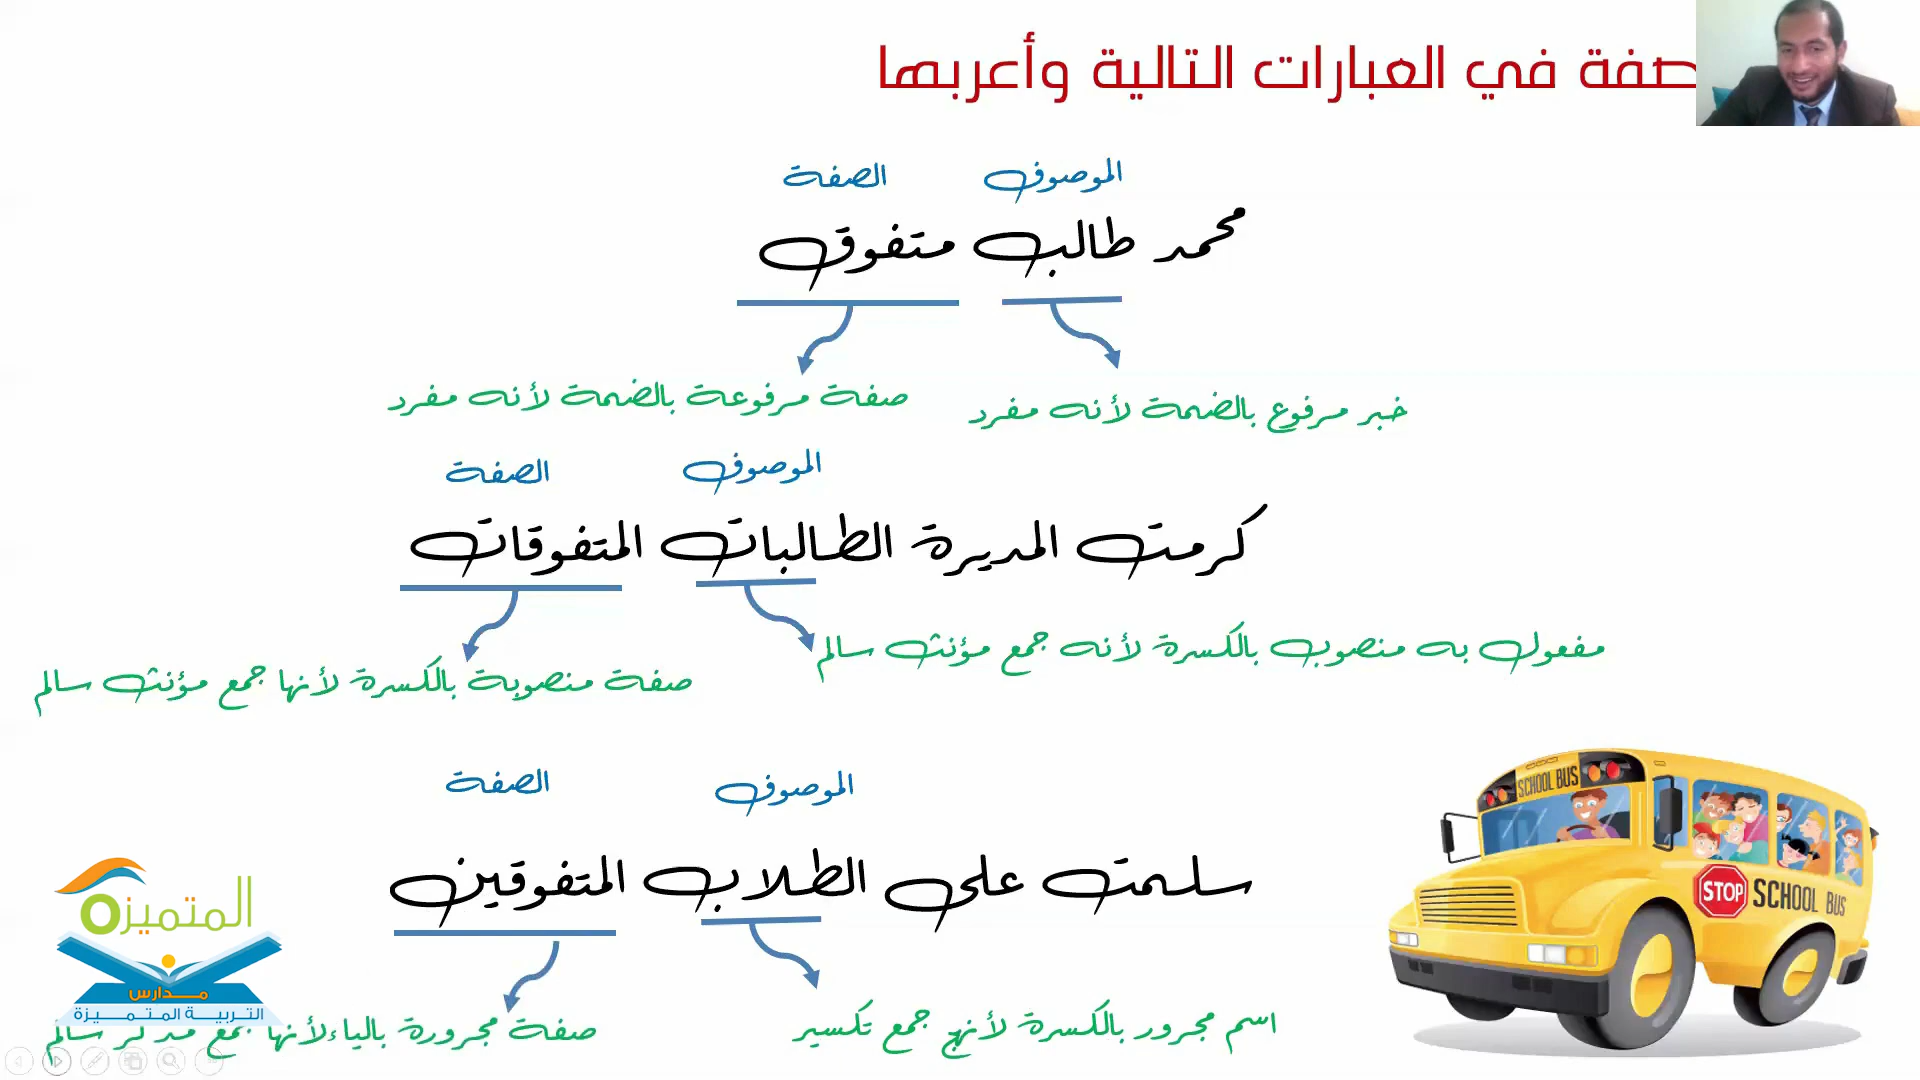 صفة في العبارات التالية وأعربها
الموصوف الصفة
محمد طالب متفوق
خبر مرفوع بالضمة لأنه مفرد
صفة مرفوعة بالضمة لأنه مفرد
الموصوف الصفة
كرمت المديرة الطالبات المتفوقات
مفعول به منصوب بالكسرة لأنه جمع مؤنث سالم
صفة منصوبة بالكسرة لأنها جمع مؤنث سالم
الموصوف الصفة
سلمت على الطلاب المتفوقين
اسم مجرور بالكسرة لأنه جمع تكسير
صفة مجرورة بالياء لأنها جمع مذكر سالم
المتميزة
مدارس
التربية المتميزة
SCHOOL BUS
STOP SCHOOL BUS